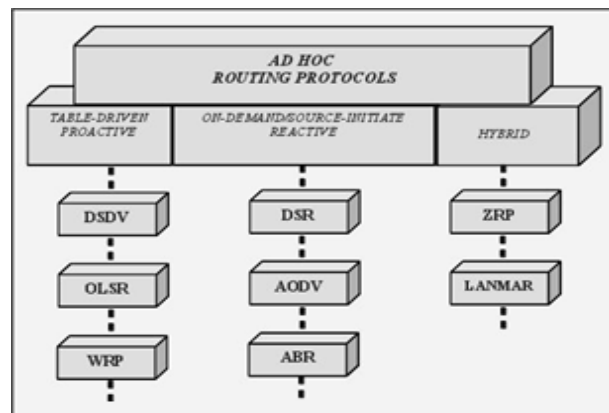 AD HOC
ROUTING PROTOCOLS
TABLE-DRIVEN
PROACTIVE
ON-DEMAND/SOURCE-INITIATE
REACTIVE
HYBRID
DSDV
DSR
ZRP
OLSR
AODV
LANMAR
WRP
ABR